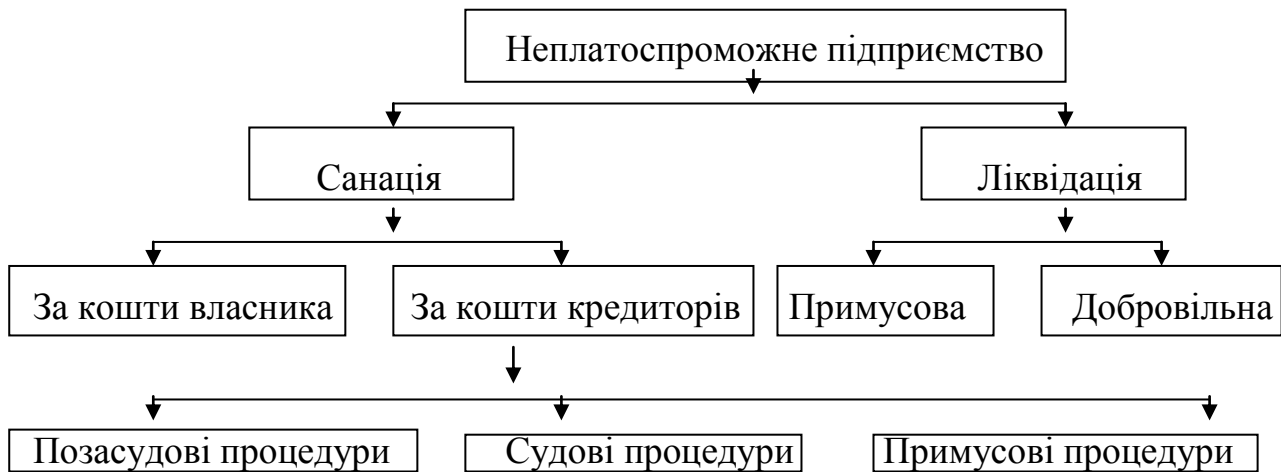 Неплатоспроможне підприємство
Санація
Ліквідація
За кошти власника
За кошти кредиторів
Примусова
Добровільна
Позасудові процедури
Судові процедури
Примусові процедури